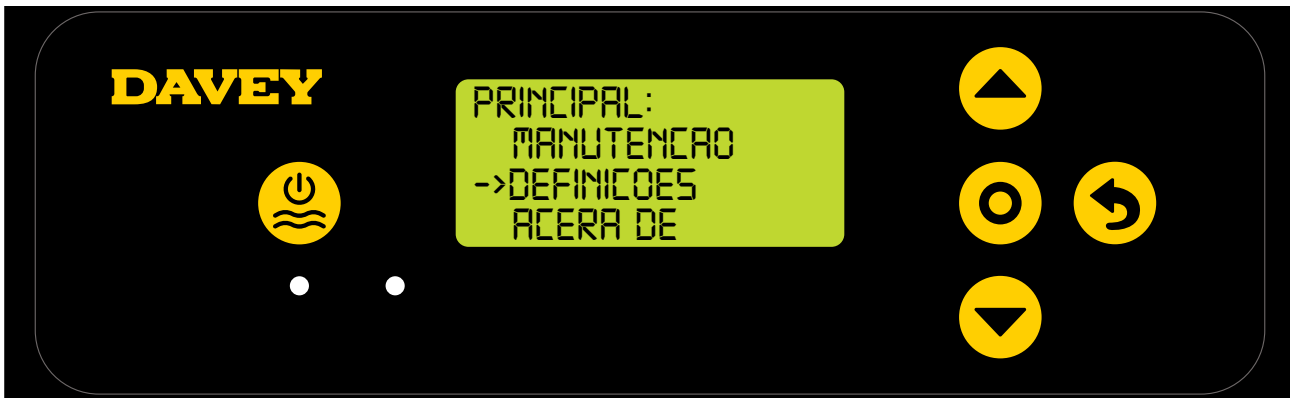 DAVEY
PRINCIPAL:
MANUTENCAO
->DEFINICOES
ACERA DE